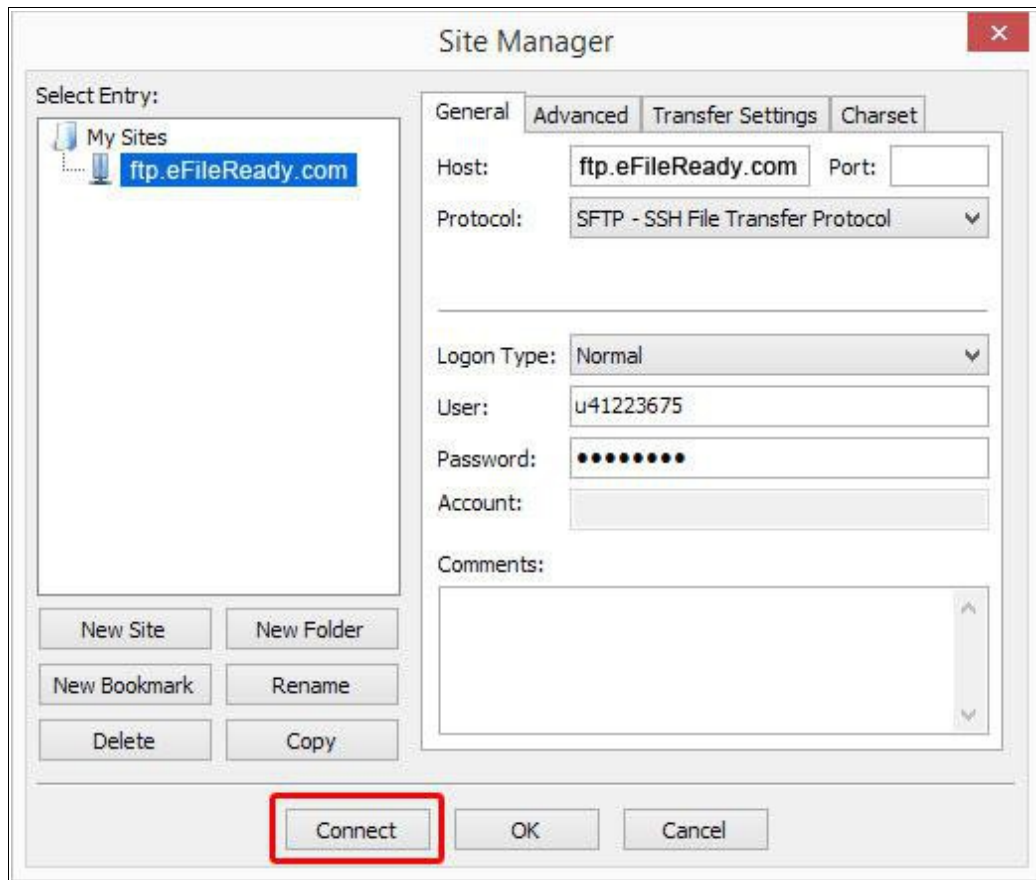 Site Manager
Select Entry:
My Sites
ftp.eFileReady.com
New Site New Folder
New Bookmark Rename
Delete Copy
General Advanced Transfer Settings Charset
Host: ftp.eFileReady.com Port:
Protocol: SFTP - SSH File Transfer Protocol
Logon Type: Normal
User: u41223675
Password: ●●●●●●●●
Account:
Comments:
Connect OK Cancel